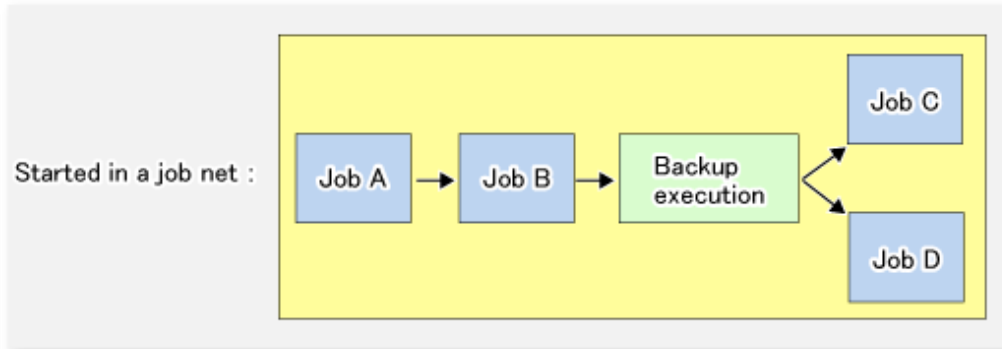 Started in a job net :
Job A
Job B
Backup
execution
Job C
Job D